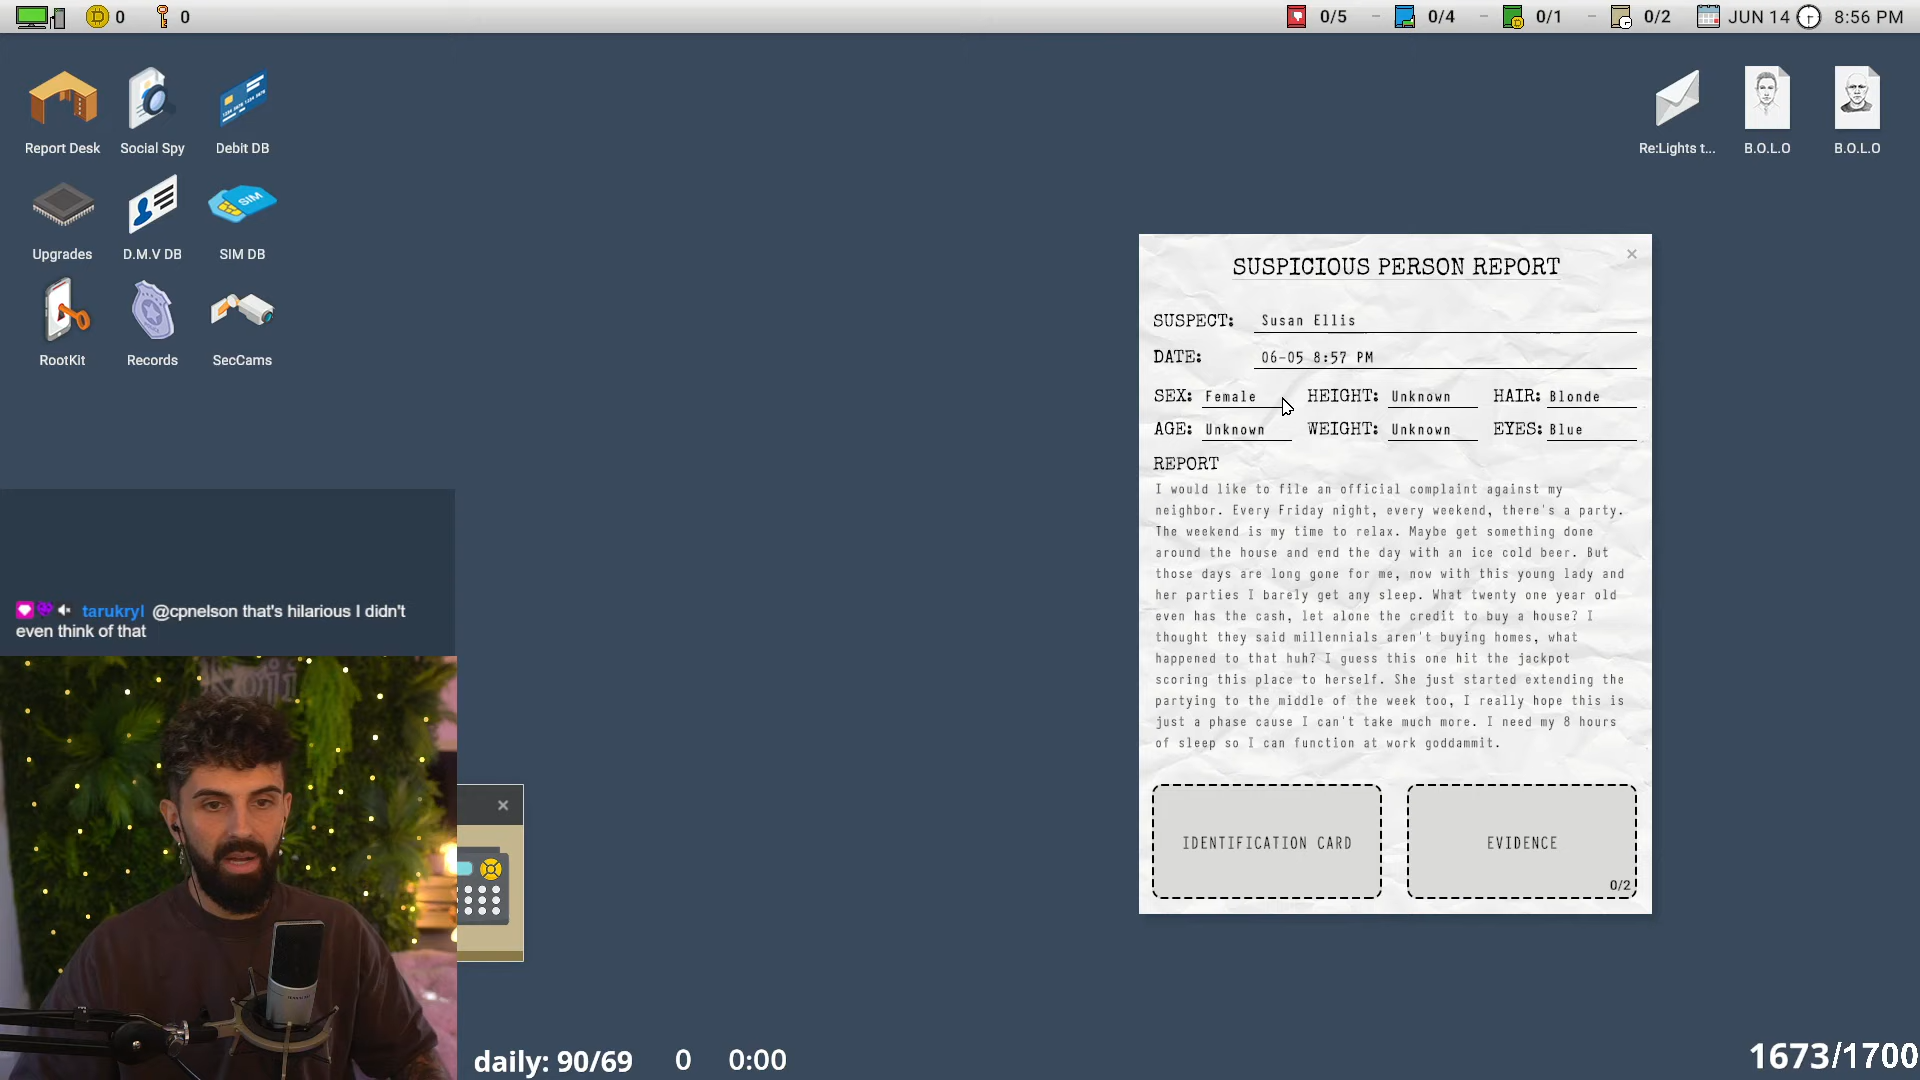 0
0
0/5
0/4
0/1
0/2
JUN 14
8:56 PM
Report Desk
Social Spy
Debit DB
Upgrades
D.M.V DB
SIM DB
RootKit
Records
SecCams
Re:Lights t...
B.O.L.O
B.O.L.O
SUSPICIOUS PERSON REPORT
SUSPECT: Susan Ellis
DATE: 06-05 8:57 PM
SEX: Female HEIGHT: Unknown HAIR: Blonde
AGE: Unknown WEIGHT: Unknown EYES: Blue
REPORT
I would like to file an official complaint against my
neighbor. Every Friday night, every weekend, there's a party.
The weekend is my time to relax. Maybe get something done
around the house and end the day with an ice cold beer. But
those days are long gone for me, now with this young lady and
her parties I barely get any sleep. What twenty one year old
even has the cash, let alone the credit to buy a house? I
thought they said millennials aren't buying homes, what
happened to that huh? I guess this one hit the jackpot
scoring this place to herself. She just started extending the
partying to the middle of the week too, I really hope this is
just a phase cause I can't take much more. I need my 8 hours
of sleep so I can function at work goddammit.
IDENTIFICATION CARD
EVIDENCE
0/2
tarukryl @cpnelson that's hilarious I didn't
even think of that
daily: 90/69 0 0:00
1673/1700